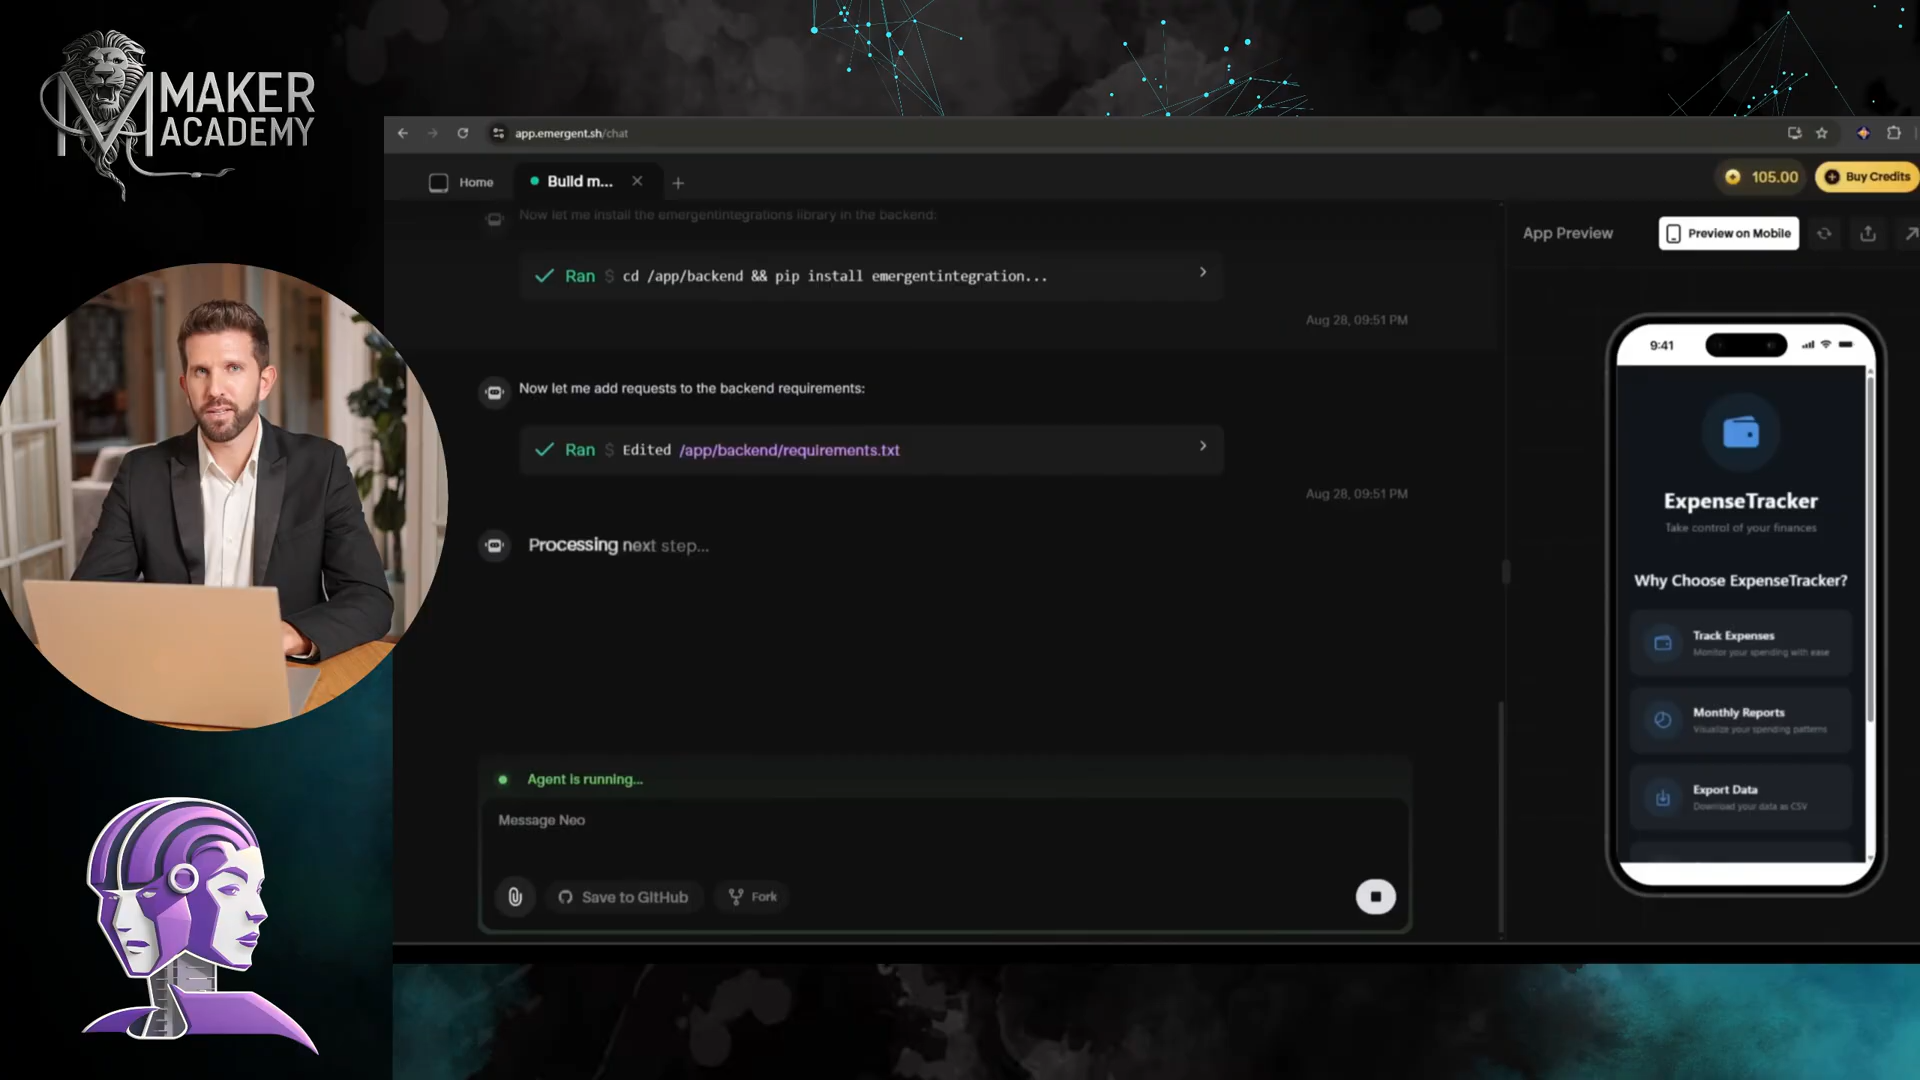 MAKER
ACADEMY
app.emergent.sh/chat
Home
Build m...
105.00
Buy Credits
Now let me install the emergentintegrations library in the backend:
Ran $ cd /app/backend && pip install emergentintegration...
Aug 28, 09:51 PM
Now let me add requests to the backend requirements:
Ran $ Edited /app/backend/requirements.txt
Aug 28, 09:51 PM
Processing next step...
Agent is running...
Message Neo
Save to GitHub
Fork
App Preview
Preview on Mobile
9:41
ExpenseTracker
Take control of your finances
Why Choose ExpenseTracker?
Track Expenses
Monitor your spending with ease
Monthly Reports
Visualize your spending patterns
Export Data
Download your data as CSV